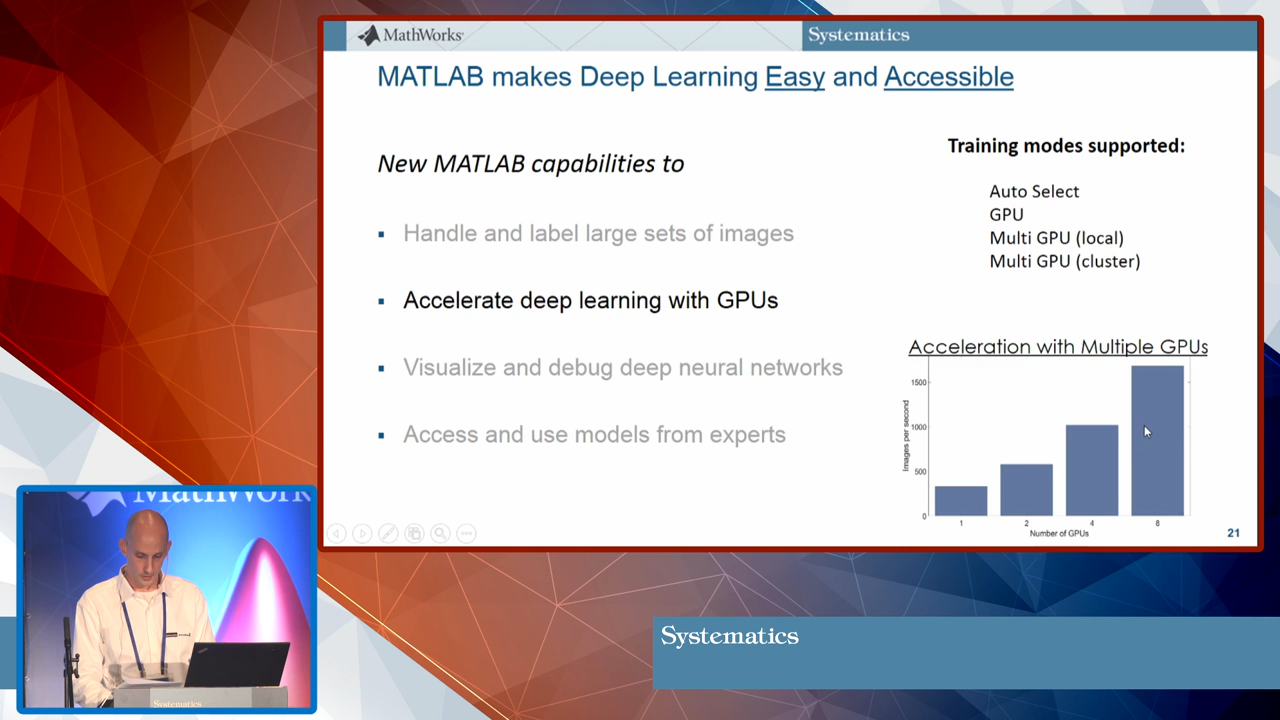 MathWorks®
Systematics
MATLAB makes Deep Learning Easy and Accessible
New MATLAB capabilities to
Handle and label large sets of images
Accelerate deep learning with GPUs
Visualize and debug deep neural networks
Access and use models from experts
Training modes supported:
Auto Select
GPU
Multi GPU (local)
Multi GPU (cluster)
Acceleration with Multiple GPUs
Images per second
1500
1000
500
0
1 2 4 8
Number of GPUs
21
MathWork
Systematics
Systematics